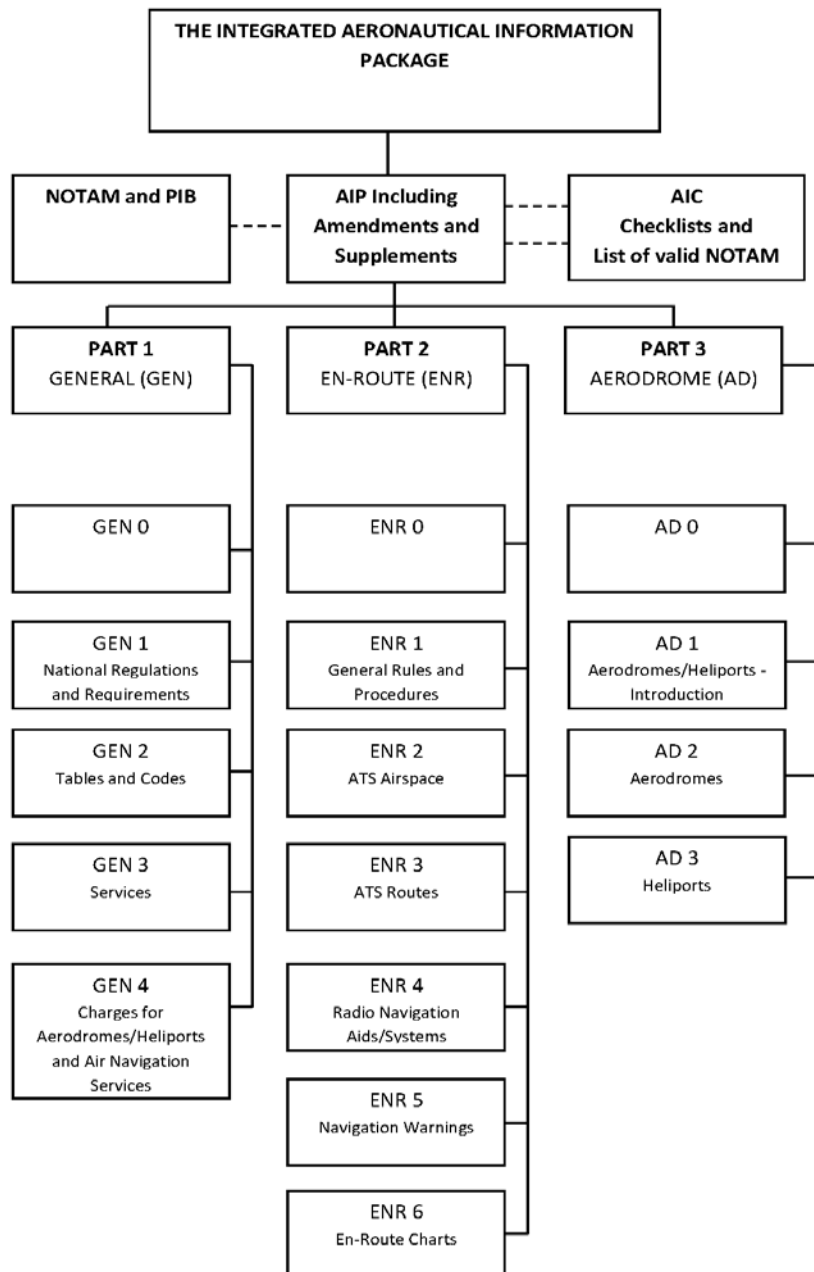 THE INTEGRATED AERONAUTICAL INFORMATION
PACKAGE
NOTAM and PIB
AIP Including
Amendments and
Supplements
AIC
Checklists and
List of valid NOTAM
PART 1
GENERAL (GEN)
PART 2
EN-ROUTE (ENR)
PART 3
AERODROME (AD)
GEN 0
ENR 0
AD 0
GEN 1
National Regulations
and Requirements
ENR 1
General Rules and
Procedures
AD 1
Aerodromes/Heliports -
Introduction
GEN 2
Tables and Codes
ENR 2
ATS Airspace
AD 2
Aerodromes
GEN 3
Services
ENR 3
ATS Routes
AD 3
Heliports
GEN 4
Charges for
Aerodromes/Heliports
and Air Navigation
Services
ENR 4
Radio Navigation
Aids/Systems
ENR 5
Navigation Warnings
ENR 6
En-Route Charts